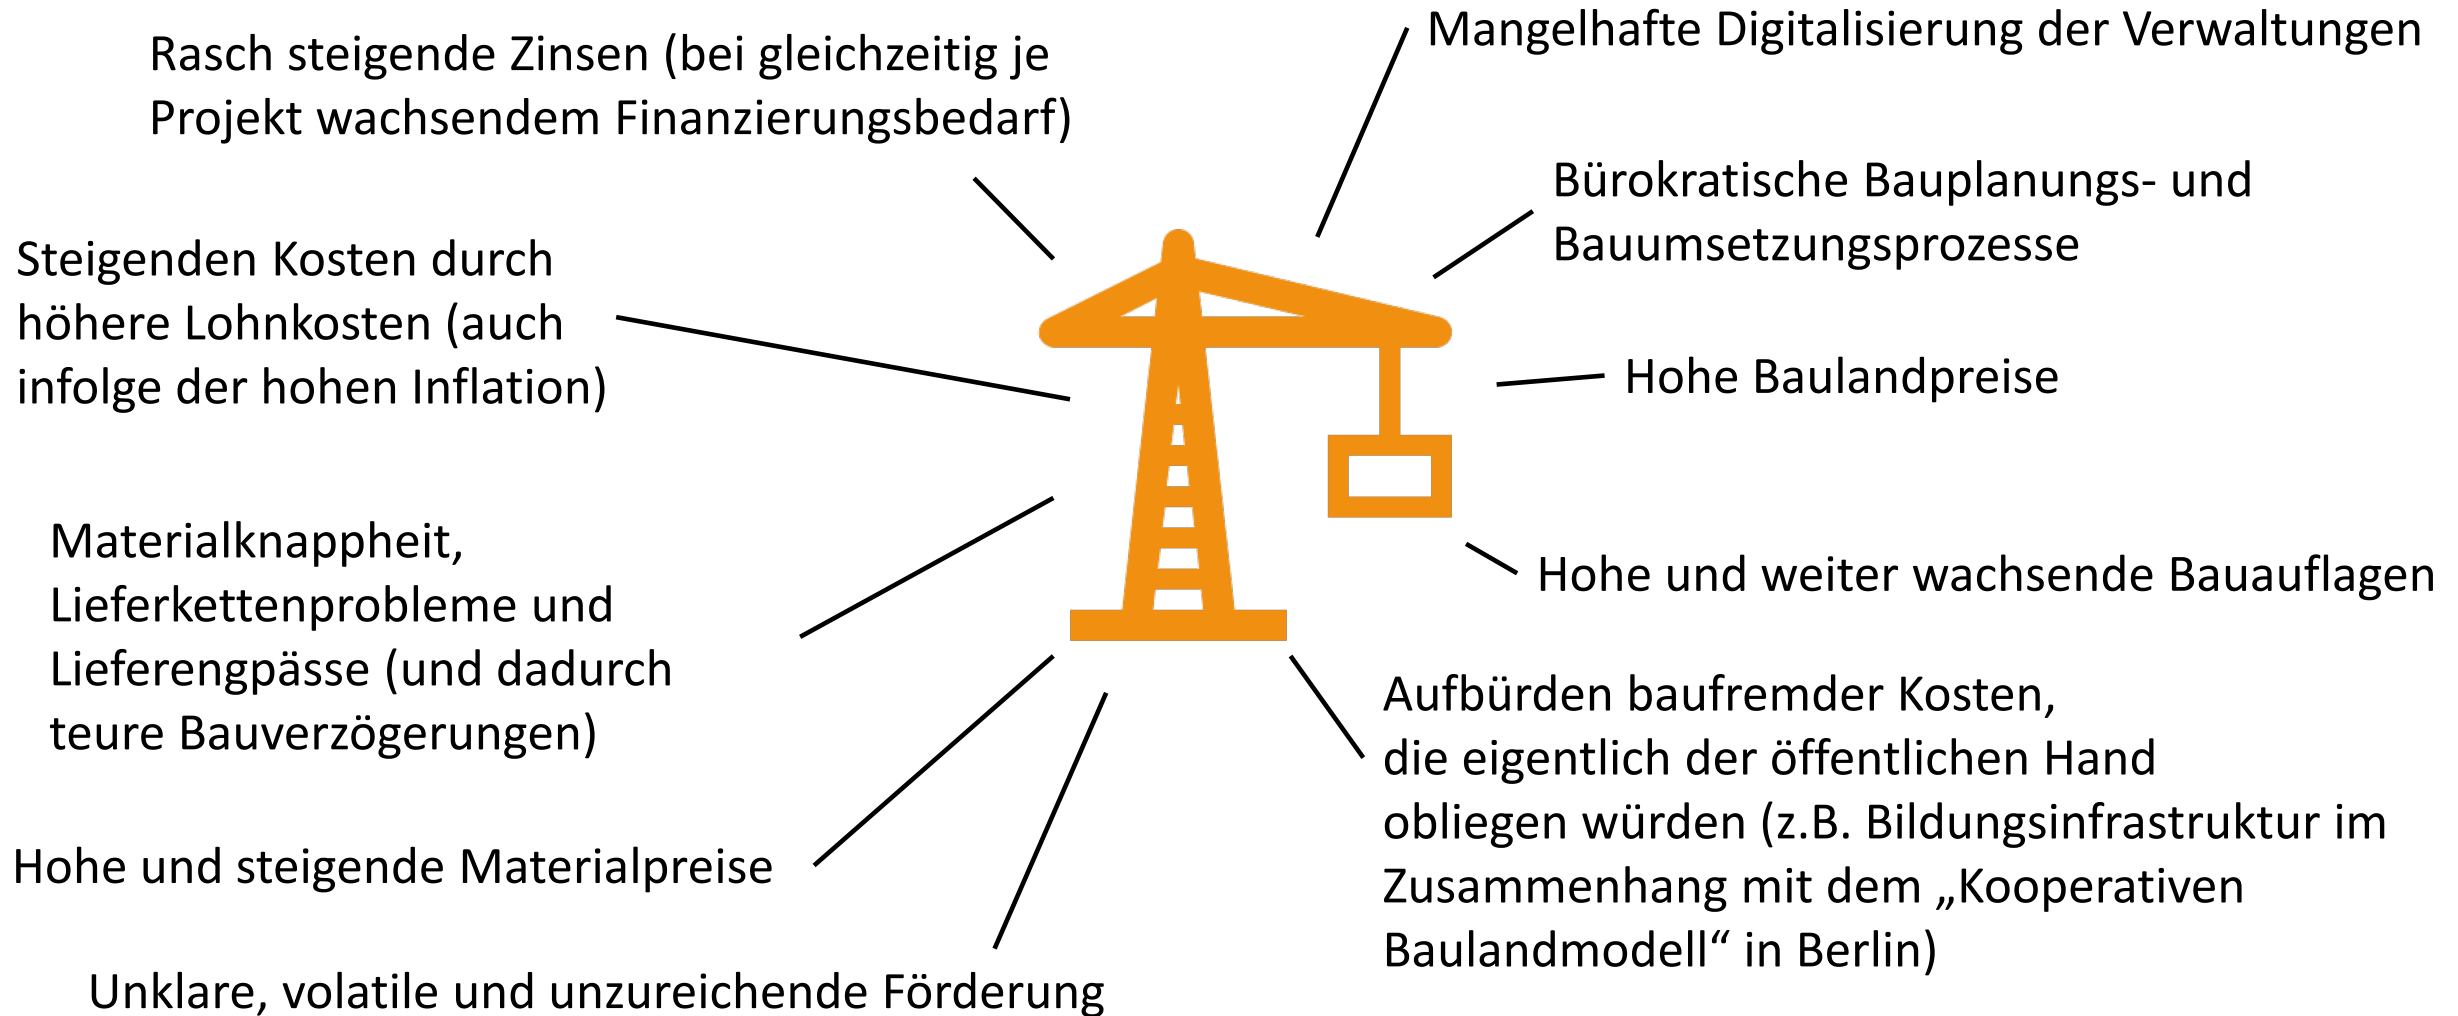 Rasch steigende Zinsen (bei gleichzeitig je
Projekt wachsendem Finanzierungsbedarf)
Steigenden Kosten durch
höhere Lohnkosten (auch
infolge der hohen Inflation)
Materialknappheit,
Lieferkettenprobleme und
Lieferengpässe (und dadurch
teure Bauverzögerungen)
Hohe und steigende Materialpreise
Unklare, volatile und unzureichende Förderung
Mangelhafte Digitalisierung der Verwaltungen
Bürokratische Bauplanungs- und
Bauumsetzungsprozesse
Hohe Baulandpreise
Hohe und weiter wachsende Bauauflagen
Aufbürden baufremder Kosten,
die eigentlich der öffentlichen Hand
obliegen würden (z.B. Bildungsinfrastruktur im
Zusammenhang mit dem „Kooperativen
Baulandmodell“ in Berlin)